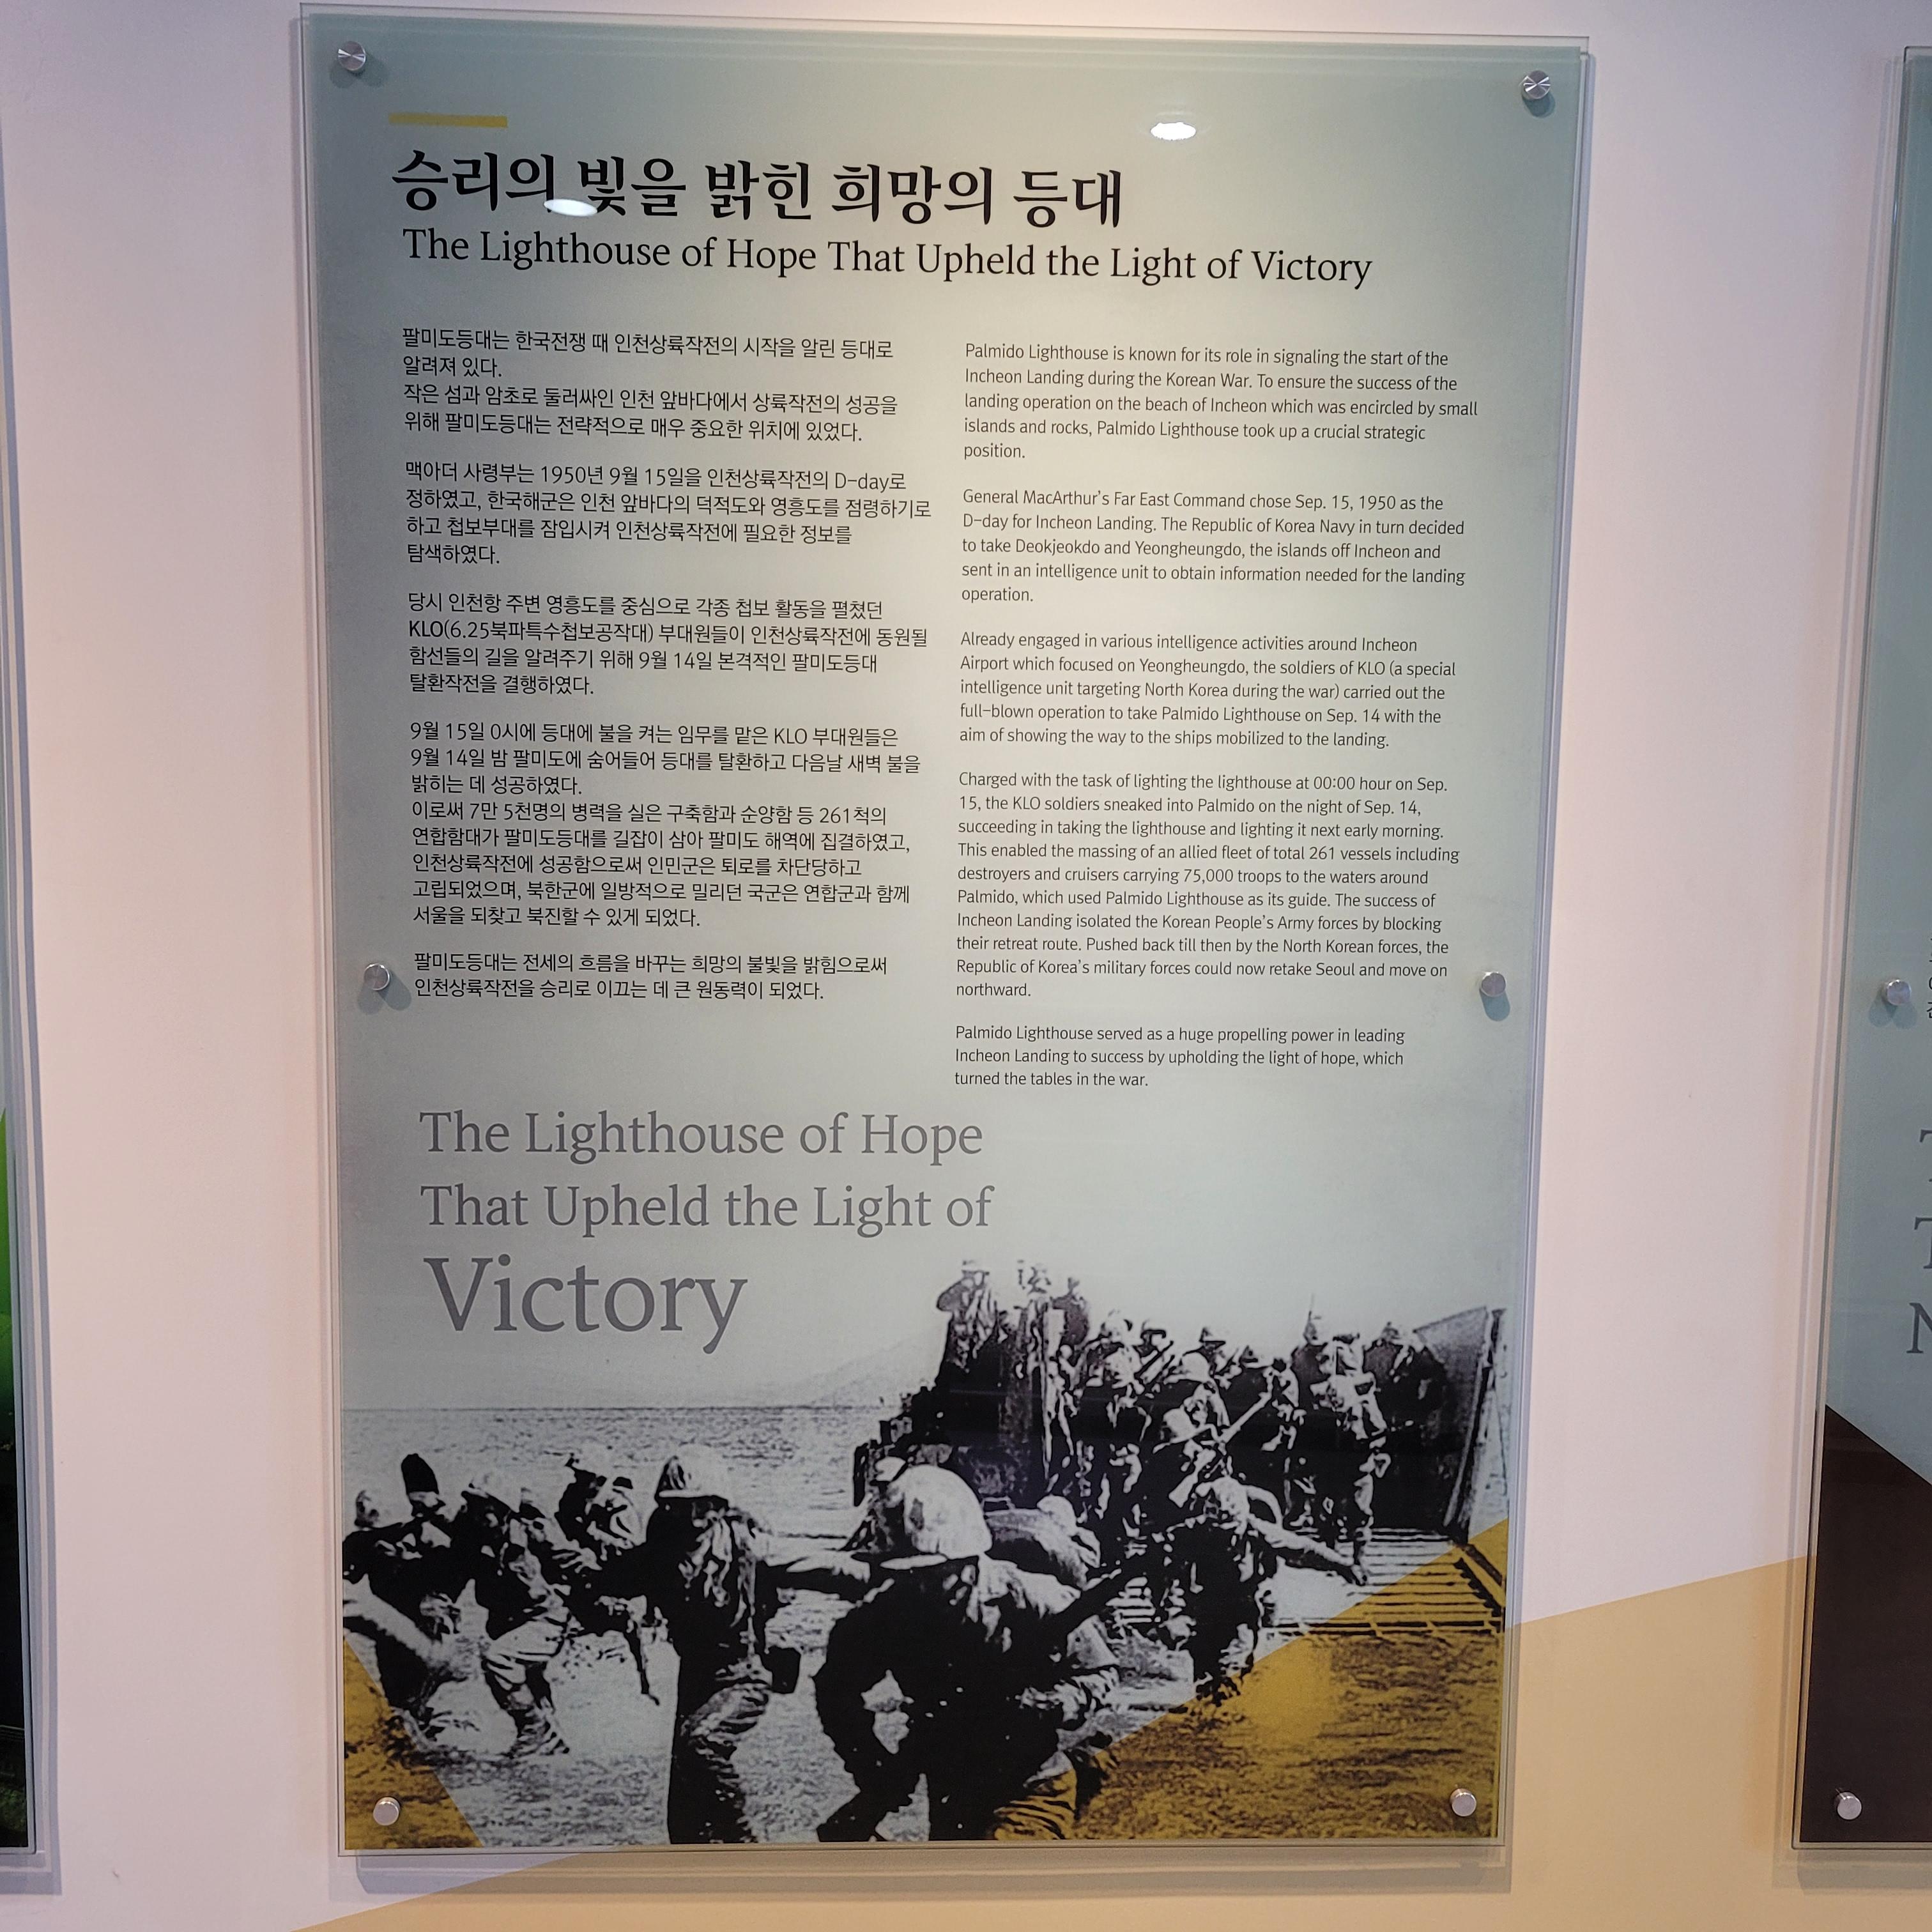 승리의 빛을 밝힌 희망의 등대
The Lighthouse of Hope That Upheld the Light of Victory
팔미도등대는 한국전쟁 때 인천상륙작전의 시작을 알린 등대로
알려져 있다.
작은 섬과 암초로 둘러싸인 인천 앞바다에서 상륙작전의 성공을
위해 팔미도등대는 전략적으로 매우 중요한 위치에 있었다.
맥아더 사령부는 1950년 9월 15일을 인천상륙작전의 D-day로
정하였고, 한국해군은 인천 앞바다의 덕적도와 영흥도를 점령하기로
하고 첩보부대를 잠입시켜 인천상륙작전에 필요한 정보를
탐색하였다.
당시 인천항 주변 영흥도를 중심으로 각종 첩보 활동을 펼쳤던
KLO(6.25북파특수첩보공작대) 부대원들이 인천상륙작전에 동원될
함선들의 길을 알려주기 위해 9월 14일 본격적인 팔미도등대
탈환작전을 결행하였다.
9월 15일 0시에 등대에 불을 켜는 임무를 맡은 KLO 부대원들은
9월 14일 밤 팔미도에 숨어들어 등대를 탈환하고 다음날 새벽 불을
밝히는 데 성공하였다.
이로써 7만 5천명의 병력을 실은 구축함과 순양함 등 261척의
연합함대가 팔미도등대를 길잡이 삼아 팔미도 해역에 집결하였고,
인천상륙작전에 성공함으로써 인민군은 퇴로를 차단당하고
고립되었으며, 북한군에 일방적으로 밀리던 국군은 연합군과 함께
서울을 되찾고 북진할 수 있게 되었다.
팔미도등대는 전세의 흐름을 바꾸는 희망의 불빛을 밝힘으로써
인천상륙작전을 승리로 이끄는 데 큰 원동력이 되었다.
Palmido Lighthouse is known for its role in signaling the start of the
Incheon Landing during the Korean War. To ensure the success of the
landing operation on the beach of Incheon which was encircled by small
islands and rocks, Palmido Lighthouse took up a crucial strategic
position.
General MacArthur's Far East Command chose Sep. 15, 1950 as the
D-day for Incheon Landing. The Republic of Korea Navy in turn decided
to take Deokjeokdo and Yeongheungdo, the islands off Incheon and
sent in an intelligence unit to obtain information needed for the landing
operation.
Already engaged in various intelligence activities around Incheon
Airport which focused on Yeongheungdo, the soldiers of KLO (a special
intelligence unit targeting North Korea during the war) carried out the
full-blown operation to take Palmido Lighthouse on Sep. 14 with the
aim of showing the way to the ships mobilized to the landing.
Charged with the task of lighting the lighthouse at 00:00 hour on Sep.
15, the KLO soldiers sneaked into Palmido on the night of Sep. 14,
succeeding in taking the lighthouse and lighting it next early morning.
This enabled the massing of an allied fleet of total 261 vessels including
destroyers and cruisers carrying 75,000 troops to the waters around
Palmido, which used Palmido Lighthouse as its guide. The success of
Incheon Landing isolated the Korean People's Army forces by blocking
their retreat route. Pushed back till then by the North Korean forces, the
Republic of Korea's military forces could now retake Seoul and move on
northward.
Palmido Lighthouse served as a huge propelling power in leading
Incheon Landing to success by upholding the light of hope, which
turned the tables in the war.
The Lighthouse of Hope
That Upheld the Light of
Victory